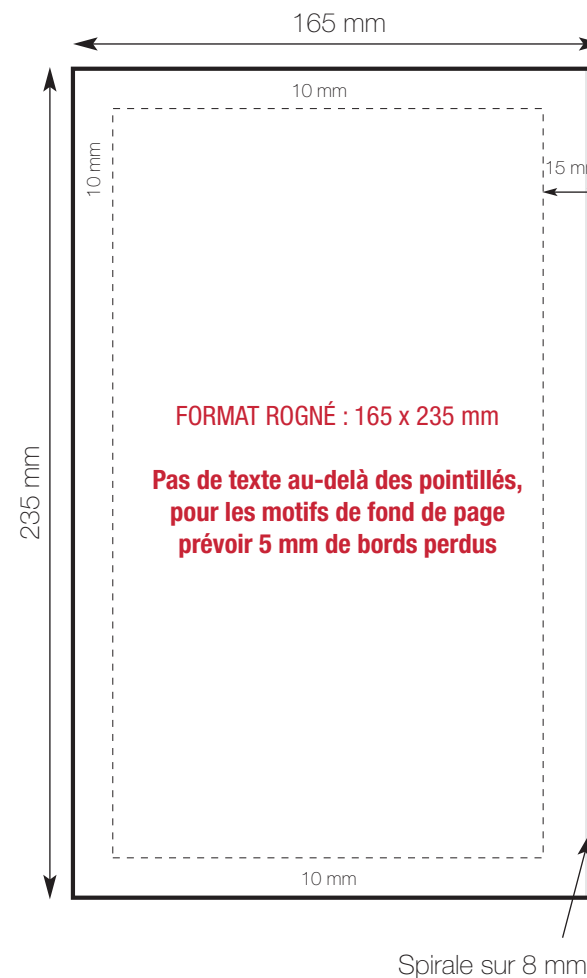 165 mm
10 mm
10 mm
15 mm
235 mm
FORMAT ROGNÉ : 165 x 235 mm
Pas de texte au-delà des pointillés,
pour les motifs de fond de page
prévoir 5 mm de bords perdus
10 mm
Spirale sur 8 mm